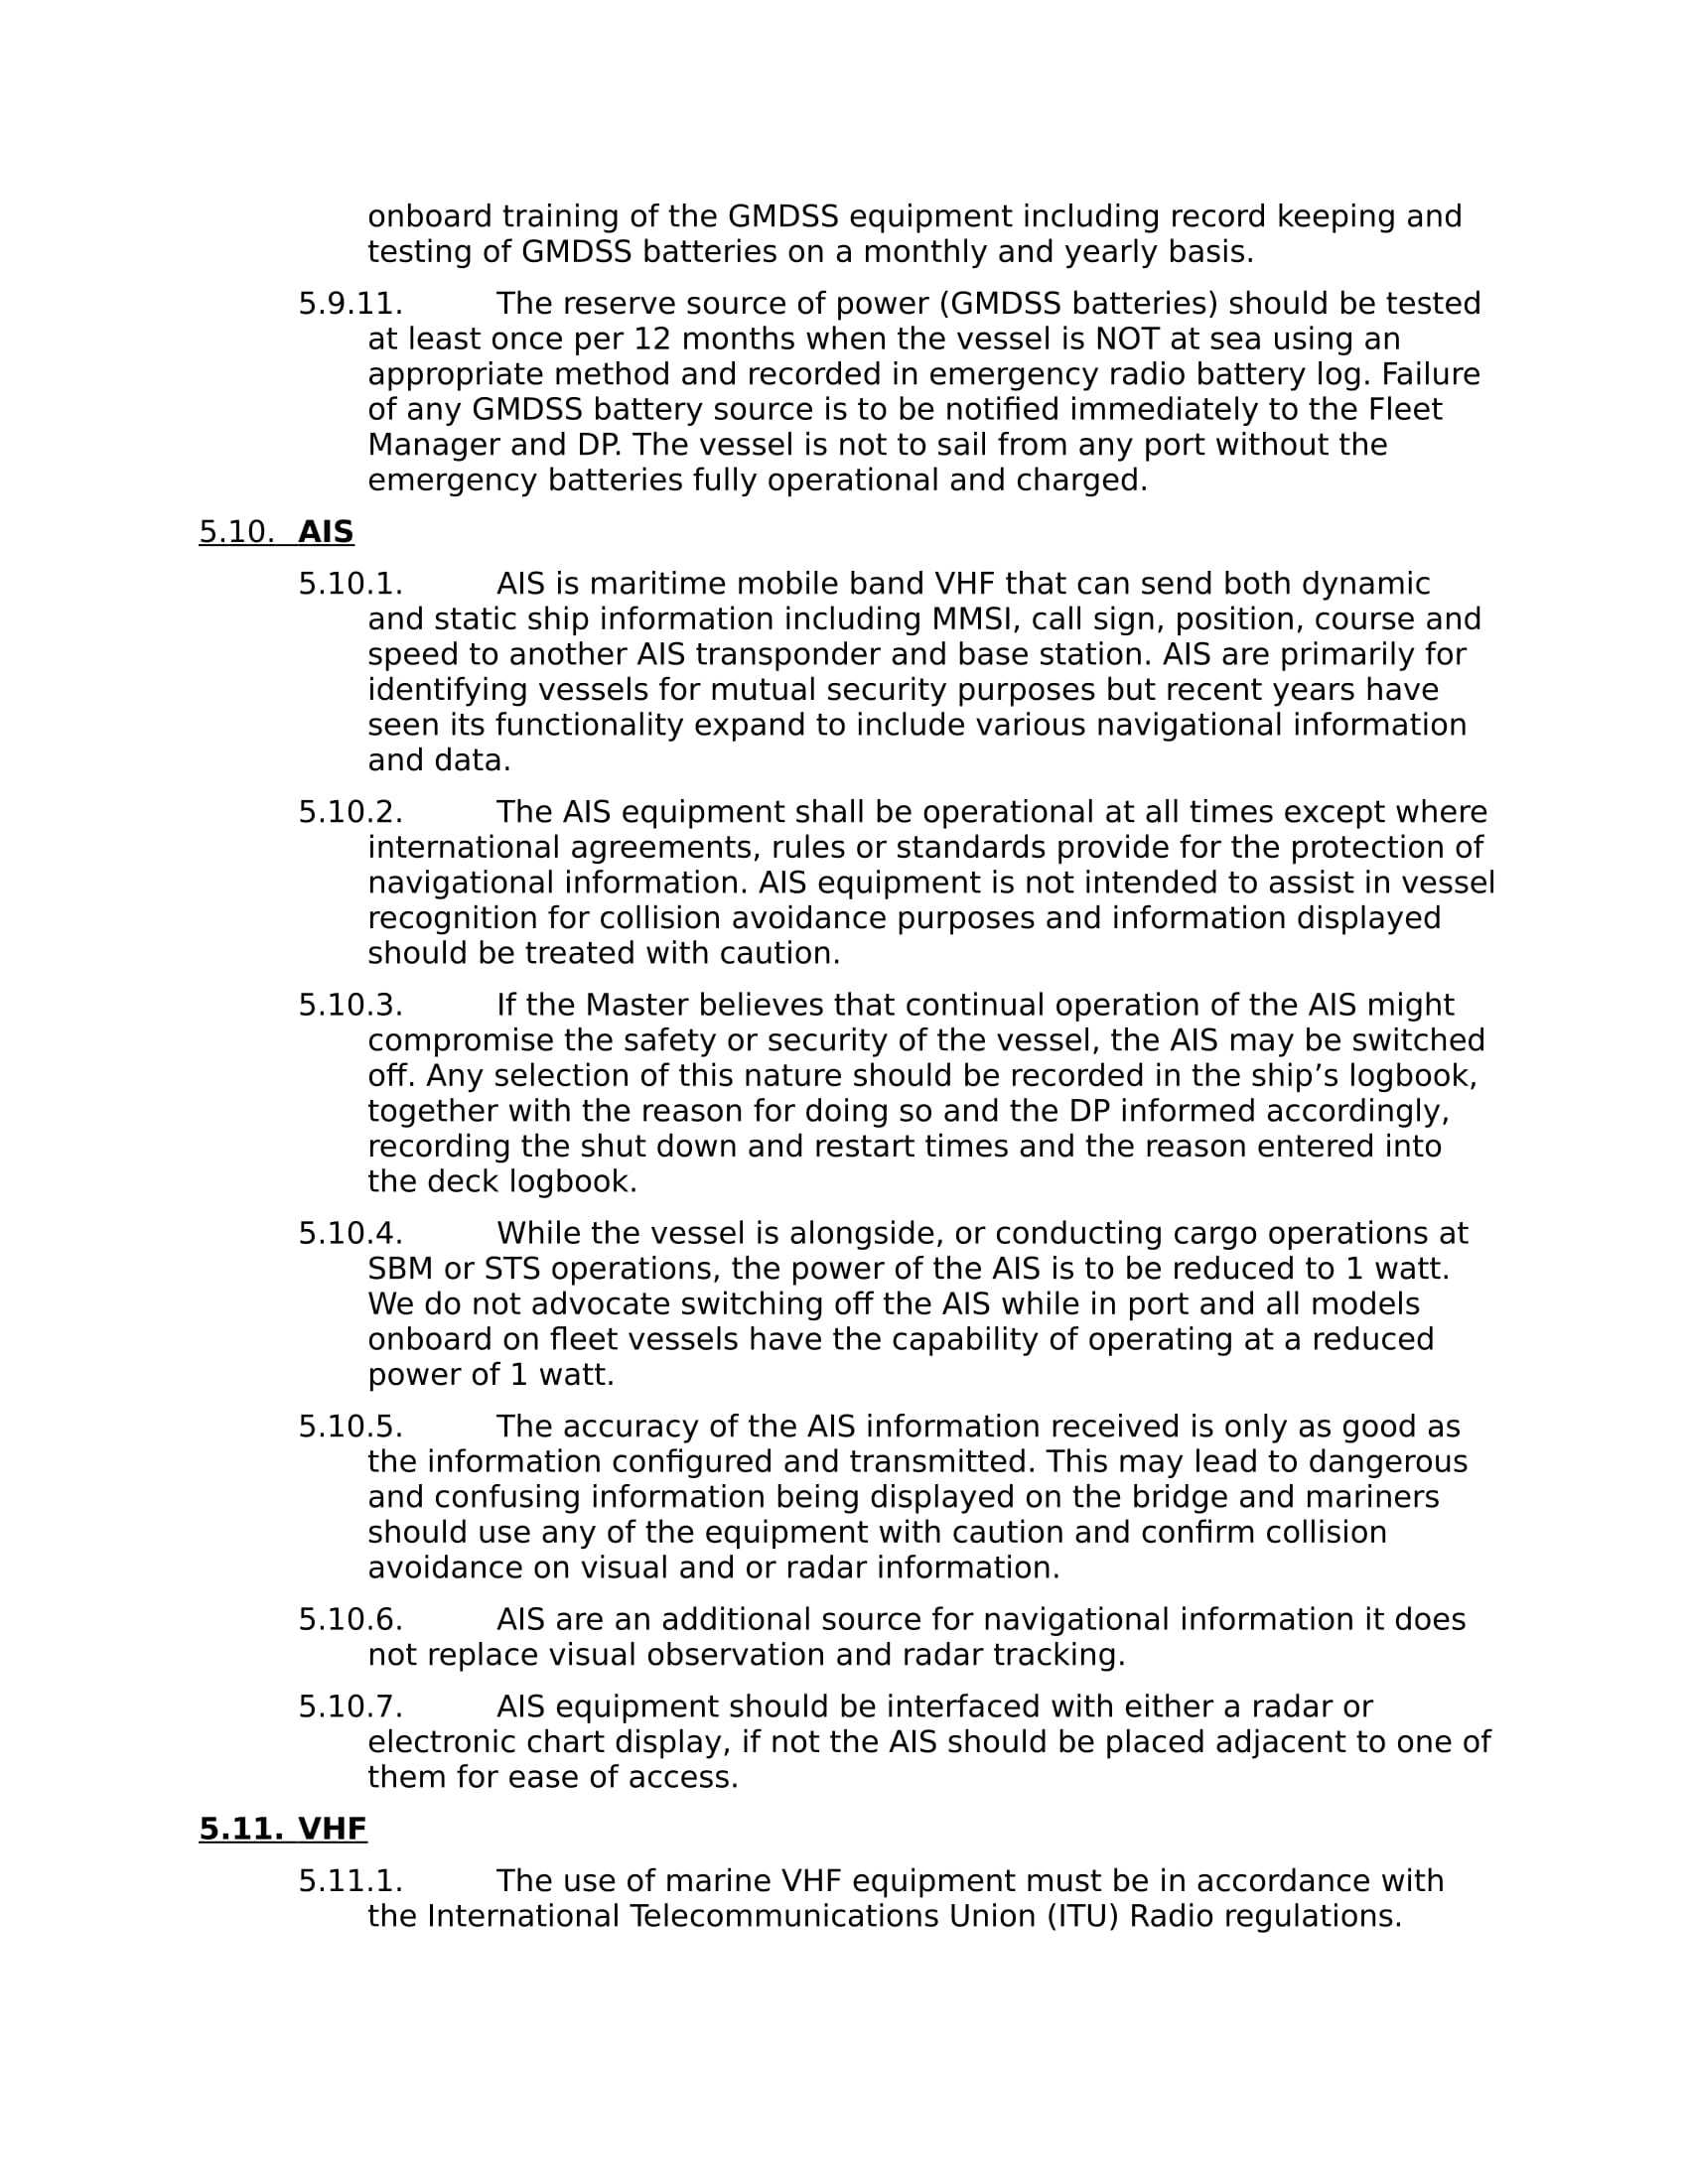 onboard training of the GMDSS equipment including record keeping and
testing of GMDSS batteries on a monthly and yearly basis.
5.9.11. The reserve source of power (GMDSS batteries) should be tested
at least once per 12 months when the vessel is NOT at sea using an
appropriate method and recorded in emergency radio battery log. Failure
of any GMDSS battery source is to be notified immediately to the Fleet
Manager and DP. The vessel is not to sail from any port without the
emergency batteries fully operational and charged.
5.10. AIS
5.10.1. AIS is maritime mobile band VHF that can send both dynamic
and static ship information including MMSI, call sign, position, course and
speed to another AIS transponder and base station. AIS are primarily for
identifying vessels for mutual security purposes but recent years have
seen its functionality expand to include various navigational information
and data.
5.10.2. The AIS equipment shall be operational at all times except where
international agreements, rules or standards provide for the protection of
navigational information. AIS equipment is not intended to assist in vessel
recognition for collision avoidance purposes and information displayed
should be treated with caution.
5.10.3. If the Master believes that continual operation of the AIS might
compromise the safety or security of the vessel, the AIS may be switched
off. Any selection of this nature should be recorded in the ship’s logbook,
together with the reason for doing so and the DP informed accordingly,
recording the shut down and restart times and the reason entered into
the deck logbook.
5.10.4. While the vessel is alongside, or conducting cargo operations at
SBM or STS operations, the power of the AIS is to be reduced to 1 watt.
We do not advocate switching off the AIS while in port and all models
onboard on fleet vessels have the capability of operating at a reduced
power of 1 watt.
5.10.5. The accuracy of the AIS information received is only as good as
the information configured and transmitted. This may lead to dangerous
and confusing information being displayed on the bridge and mariners
should use any of the equipment with caution and confirm collision
avoidance on visual and or radar information.
5.10.6. AIS are an additional source for navigational information it does
not replace visual observation and radar tracking.
5.10.7. AIS equipment should be interfaced with either a radar or
electronic chart display, if not the AIS should be placed adjacent to one of
them for ease of access.
5.11. VHF
5.11.1. The use of marine VHF equipment must be in accordance with
the International Telecommunications Union (ITU) Radio regulations.